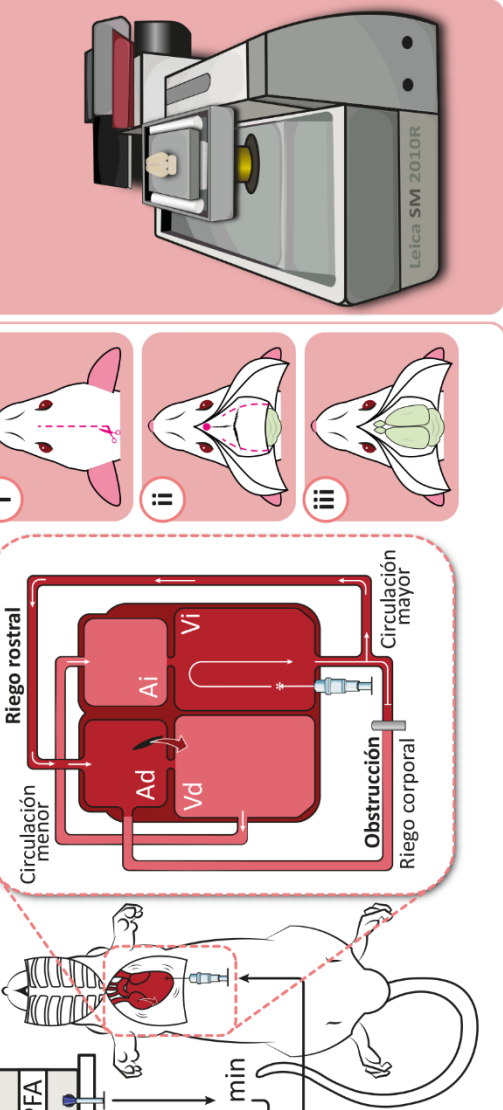 PFA
min
Riego rostral
Circulación
menor
Ad
Ai
Vd
Vi
*
Obstrucción
Riego corporal
Circulación
mayor
i
ii
iii
Leica SM 2010R